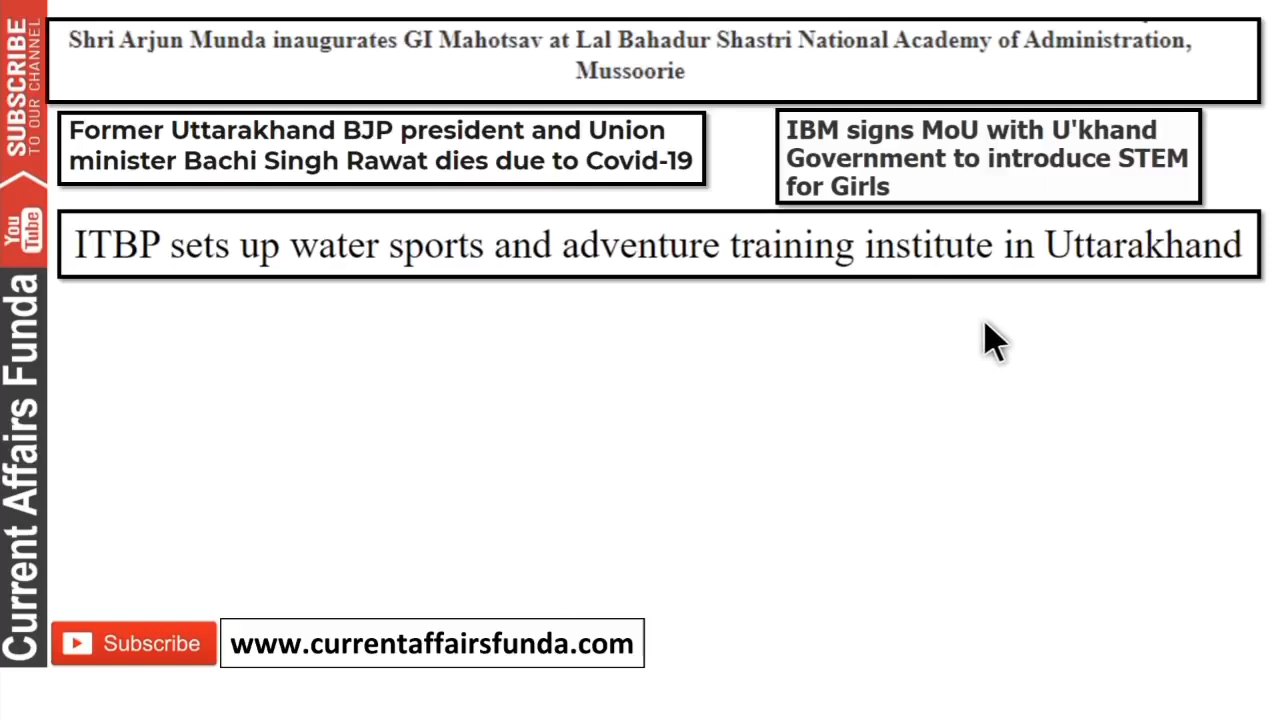 Shri Arjun Munda inaugurates GI Mahotsav at Lal Bahadur Shastri National Academy of Administration,
Mussoorie
Former Uttarakhand BJP president and Union
minister Bachi Singh Rawat dies due to Covid-19
IBM signs MoU with U'khand
Government to introduce STEM
for Girls
ITBP sets up water sports and adventure training institute in Uttarakhand
SUBSCRIBE
TO OUR CHANNEL
You
Tube
Current Affairs Funda
Subscribe
www.currentaffairsfunda.com